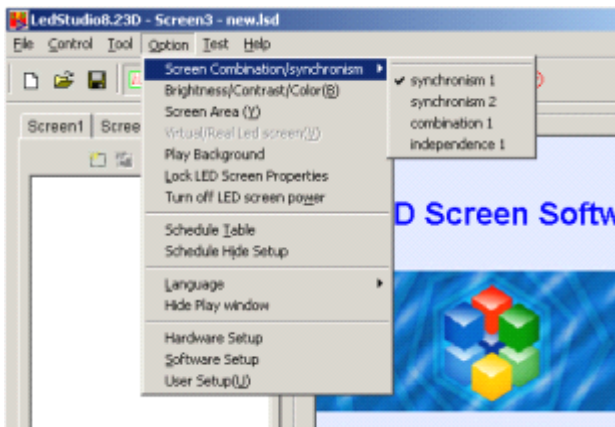 LedStudio8.23D - Screen3 - new.lsd
File Control Tool Option Test Help
Screen Combination/synchronism
Brightness/Contrast/Color(B)
Screen Area (Y)
Virtual/Real Led screen(V)
Play Background
Lock LED Screen Properties
Turn off LED screen power
Schedule Table
Schedule Hide Setup
Language
Hide Play window
Hardware Setup
Software Setup
User Setup(U)
synchronism 1
synchronism 2
combination 1
independence 1
Screen1 Scree
D Screen Softw